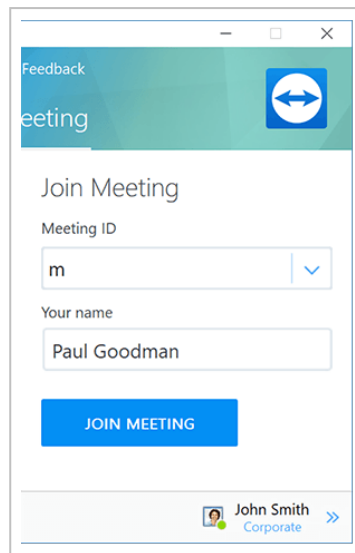 Feedback
eeting
Join Meeting
Meeting ID
m
Your name
Paul Goodman
JOIN MEETING
John Smith
Corporate